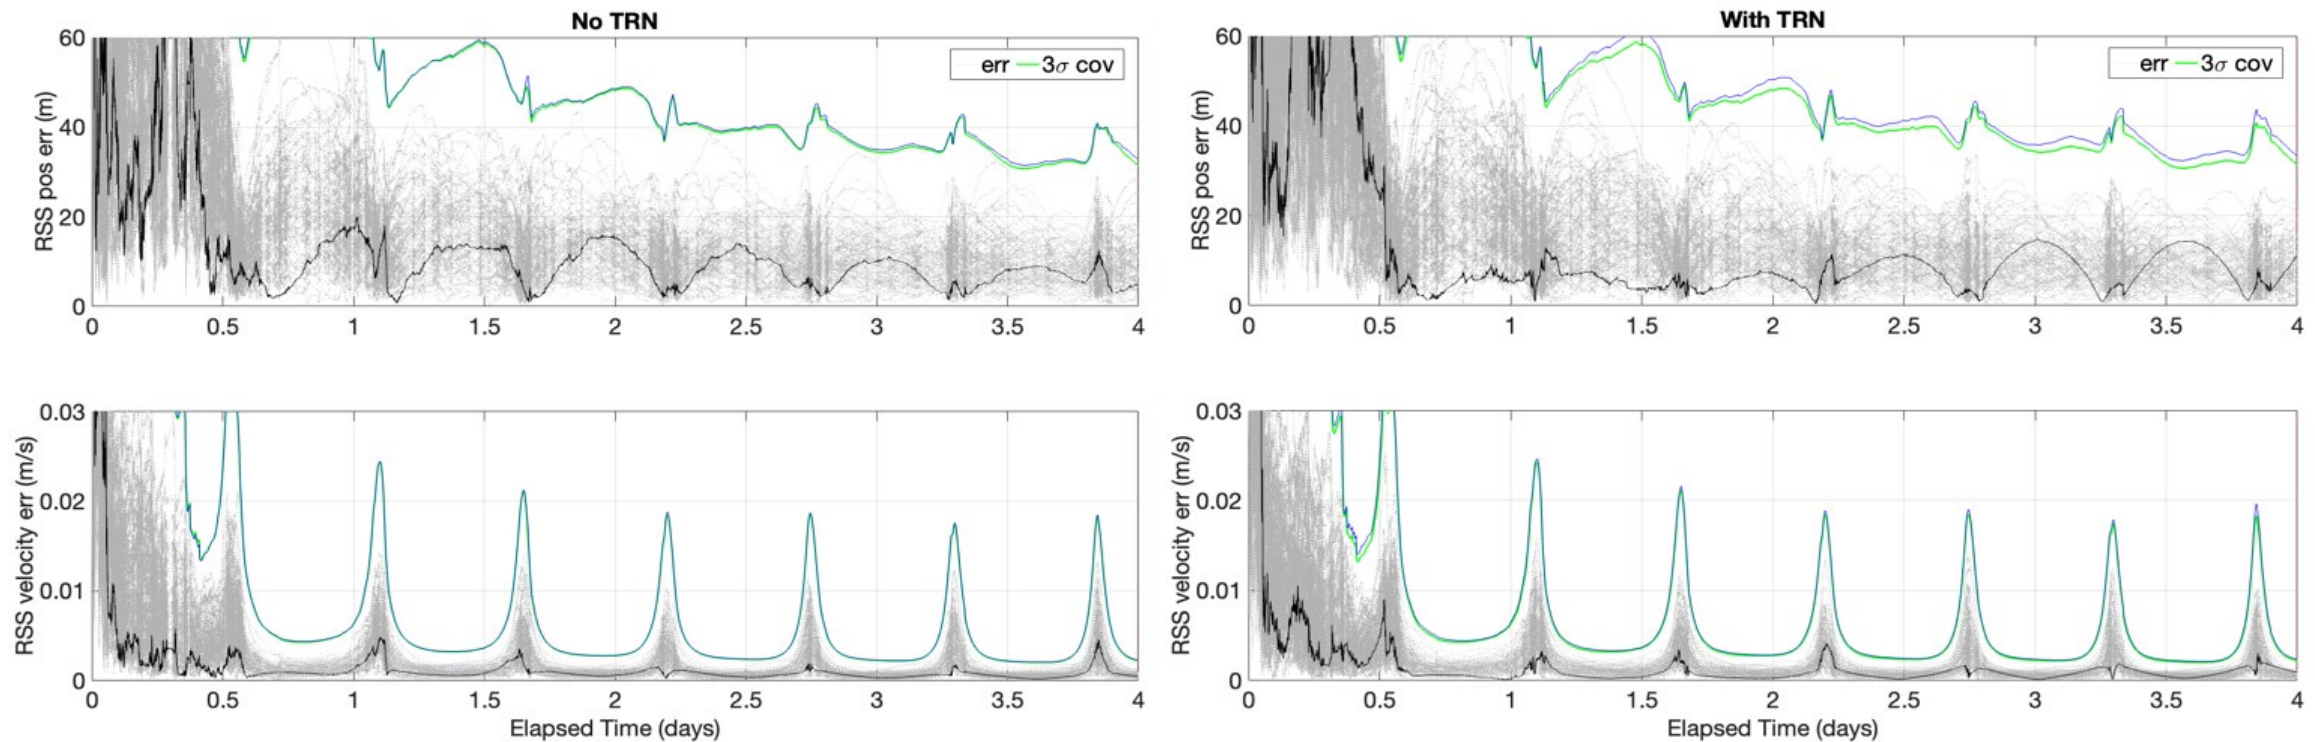 No TRN
60
40
20
0
RSS pos err (m)
err 3σ cov
0 0.5 1 1.5 2 2.5 3 3.5 4
With TRN
60
40
20
0
RSS pos err (m)
err 3σ cov
0 0.5 1 1.5 2 2.5 3 3.5 4
0.03
0.02
0.01
0
RSS velocity err (m/s)
0 0.5 1 1.5 2 2.5 3 3.5 4
Elapsed Time (days)
0.03
0.02
0.01
0
RSS velocity err (m/s)
0 0.5 1 1.5 2 2.5 3 3.5 4
Elapsed Time (days)